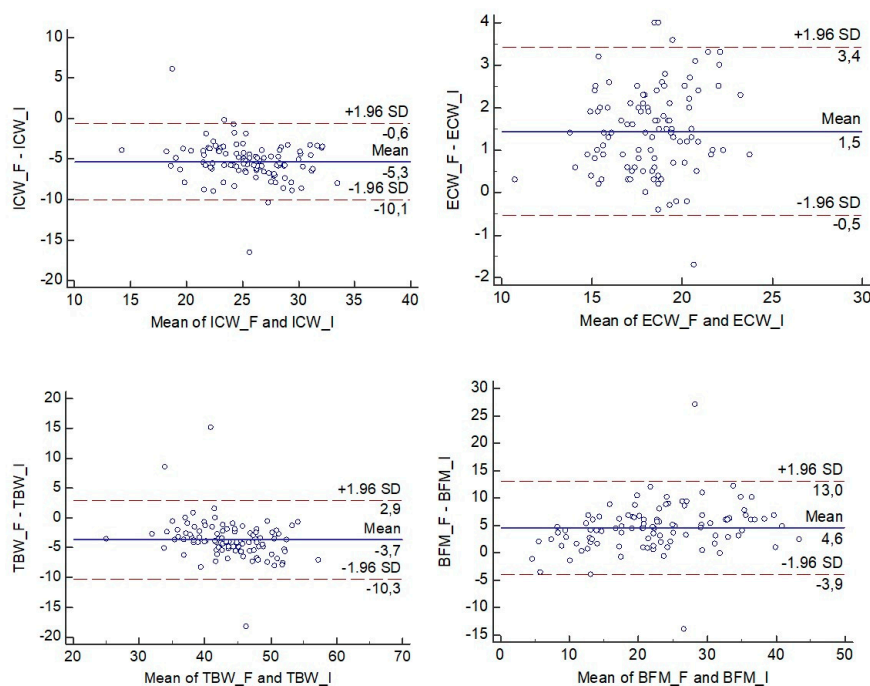 10
5
0
-5
-10
-15
-20
ICW_F - ICW_I
+1.96 SD
-0,6
Mean
-5,3
-1.96 SD
-10,1
10 15 20 25 30 35 40
Mean of ICW_F and ICW_I
4
3
2
1
0
-1
-2
ECW_F - ECW_I
+1.96 SD
3,4
Mean
1,5
-1.96 SD
-0,5
10 15 20 25 30
Mean of ECW_F and ECW_I
20
15
10
5
0
-5
-10
-15
-20
TBW_F - TBW_I
+1.96 SD
2,9
Mean
-3,7
-1.96 SD
-10,3
20 30 40 50 60 70
Mean of TBW_F and TBW_I
30
25
20
15
10
5
0
-5
-10
-15
BFM_F - BFM_I
+1.96 SD
13,0
Mean
4,6
-1.96 SD
-3,9
0 10 20 30 40 50
Mean of BFM_F and BFM_I